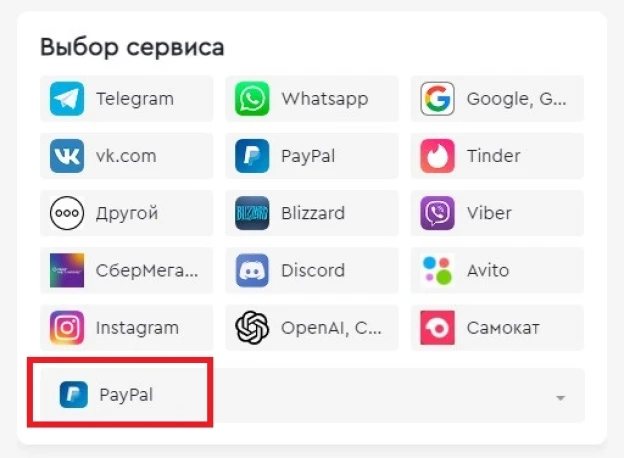 Выбор сервиса
Telegram Whatsapp Google, G...
vk.com PayPal Tinder
Другой BLIZZARD Blizzard Viber
СберМега... Discord Avito
Instagram OpenAI, C... Самокат
PayPal